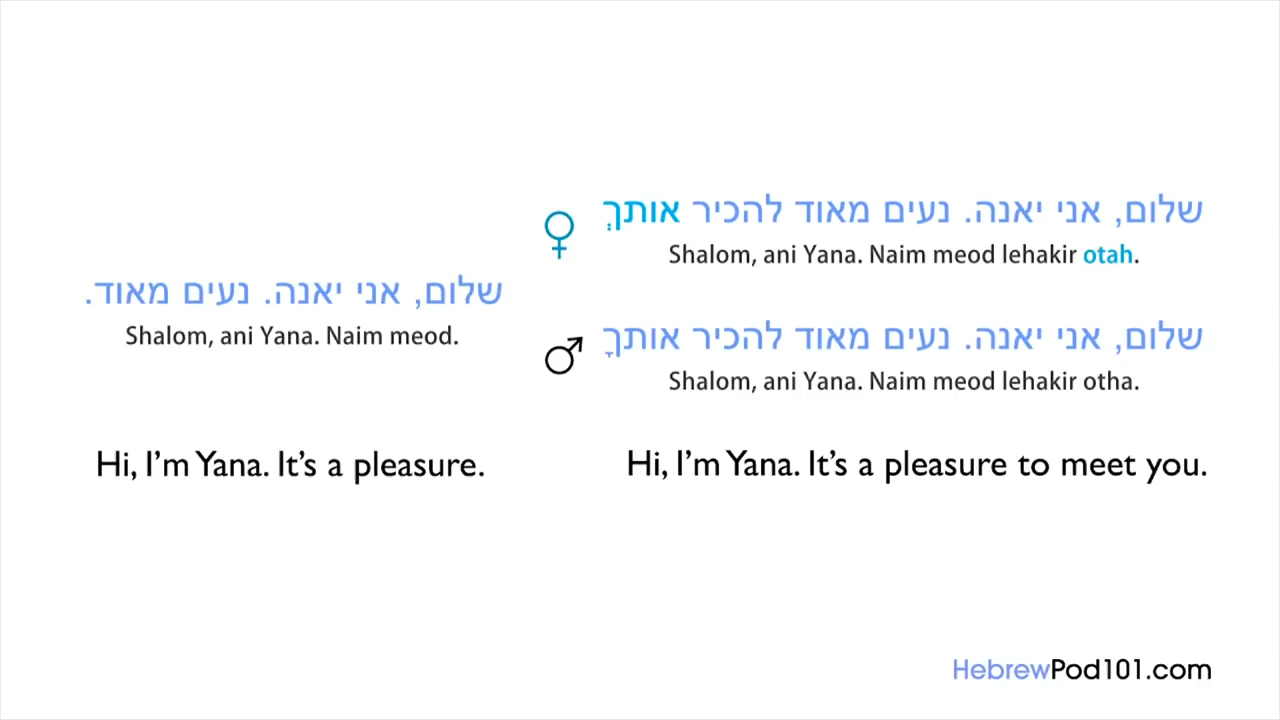 שלום, אני יאנה. נעים מאוד.
Shalom, ani Yana. Naim meod.
Hi, I'm Yana. It's a pleasure.
♀ שלום, אני יאנה. נעים מאוד להכיר אותךְ
Shalom, ani Yana. Naim meod lehakir otah.
♂ שלום, אני יאנה. נעים מאוד להכיר אותךָ
Shalom, ani Yana. Naim meod lehakir otha.
Hi, I'm Yana. It's a pleasure to meet you.
HebrewPod101.com